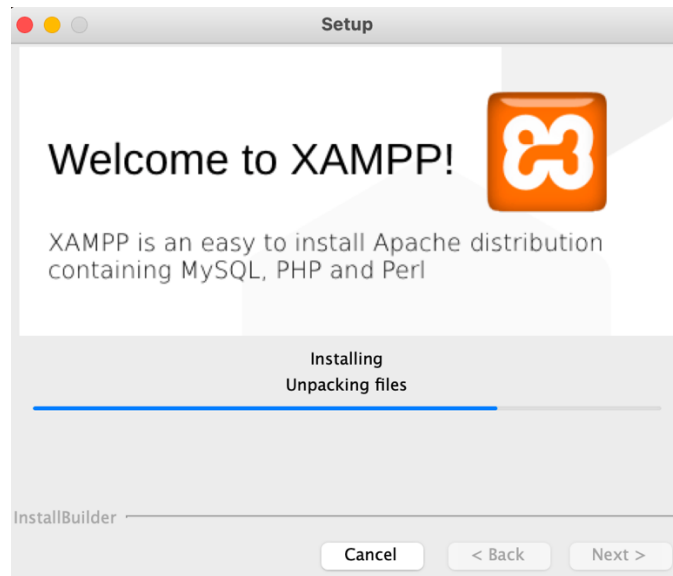 Setup
Welcome to XAMPP!
XAMPP is an easy to install Apache distribution
containing MySQL, PHP and Perl
Installing
Unpacking files
InstallBuilder
Cancel
< Back
Next >